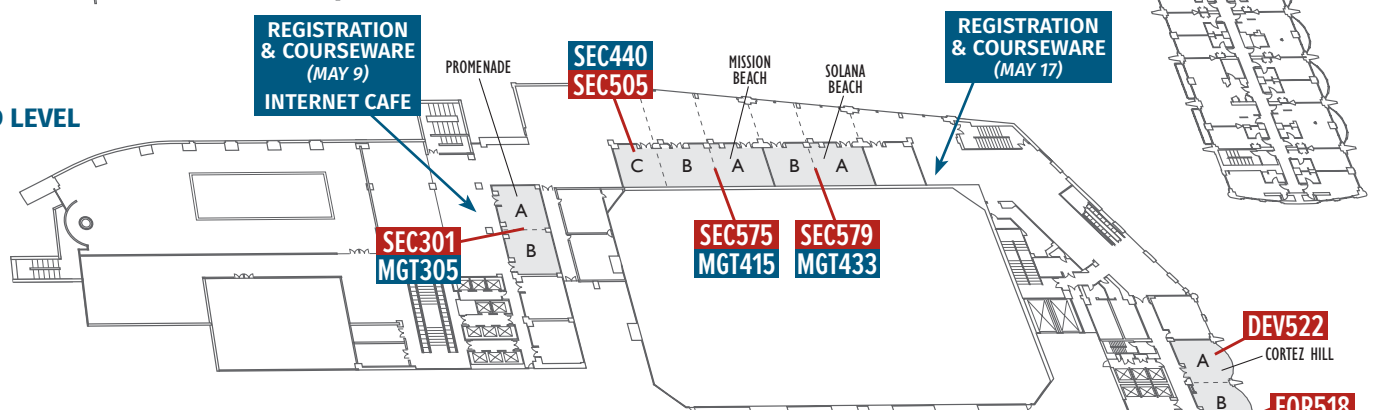 REGISTRATION
& COURSEWARE
(MAY 9)
INTERNET CAFE
PROMENADE
SEC440
SEC505
MISSION
BEACH
SOLANA
BEACH
REGISTRATION
& COURSEWARE
(MAY 17)
LEVEL
C
B
A
B
A
A
B
SEC301
MGT305
SEC575
MGT415
SEC579
MGT433
DEV522
CORTEZ HILL
A
B